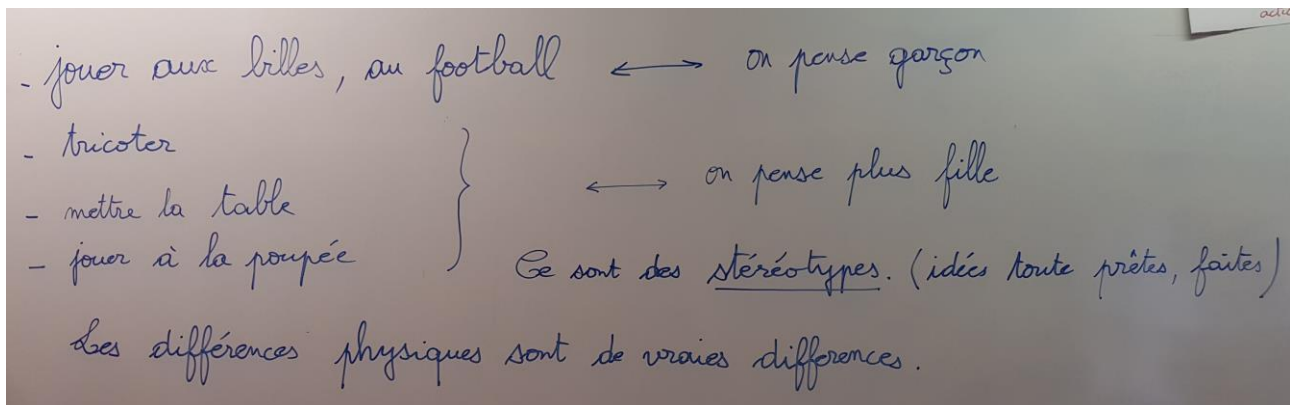 - jouer aux billes, au football ⟷ on pense garçon
- tricoter
- mettre la table ⟷ on pense plus fille
- jouer à la poupée
Ce sont des stéréotypes. (idées toute prêtes, faites)
Les différences physiques sont de vraies differences.